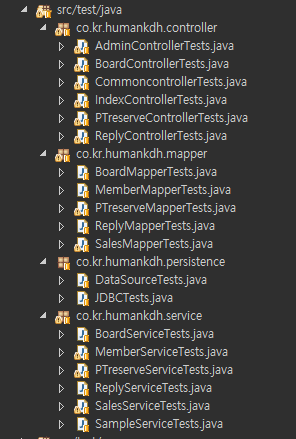 src/test/java
co.kr.humankdh.controller
AdminControllerTests.java
BoardControllerTests.java
CommoncontrollerTests.java
IndexControllerTests.java
PTreserveControllerTests.java
ReplyControllerTests.java
co.kr.humankdh.mapper
BoardMapperTests.java
MemberMapperTests.java
PTreserveMapperTests.java
ReplyMapperTests.java
SalesMapperTests.java
co.kr.humankdh.persistence
DataSourceTests.java
JDBCTests.java
co.kr.humankdh.service
BoardServiceTests.java
MemberServiceTests.java
PTreserveServiceTests.java
ReplyServiceTests.java
SalesServiceTests.java
SampleServiceTests.java